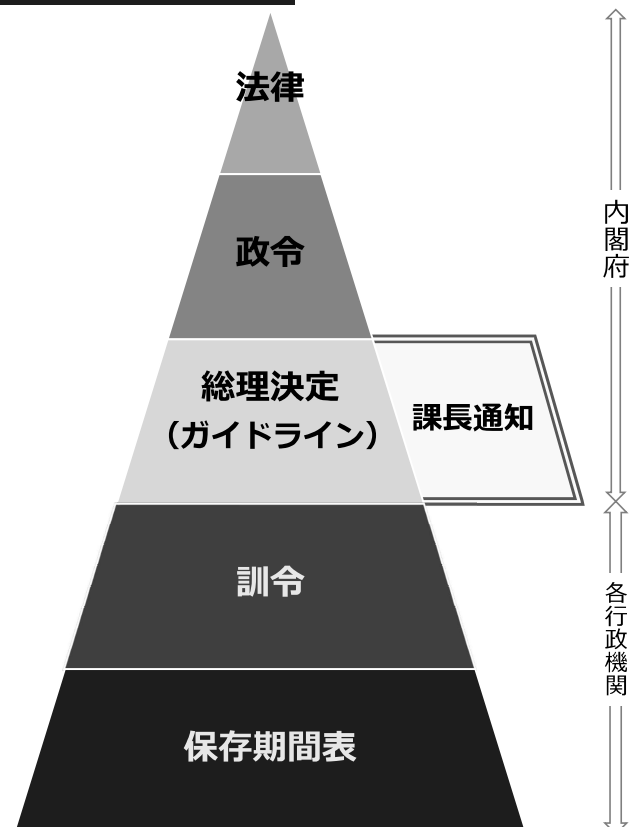 法律
政令
総理決定
（ガイドライン）
課長通知
訓令
保存期間表
内閣府
各行政機関